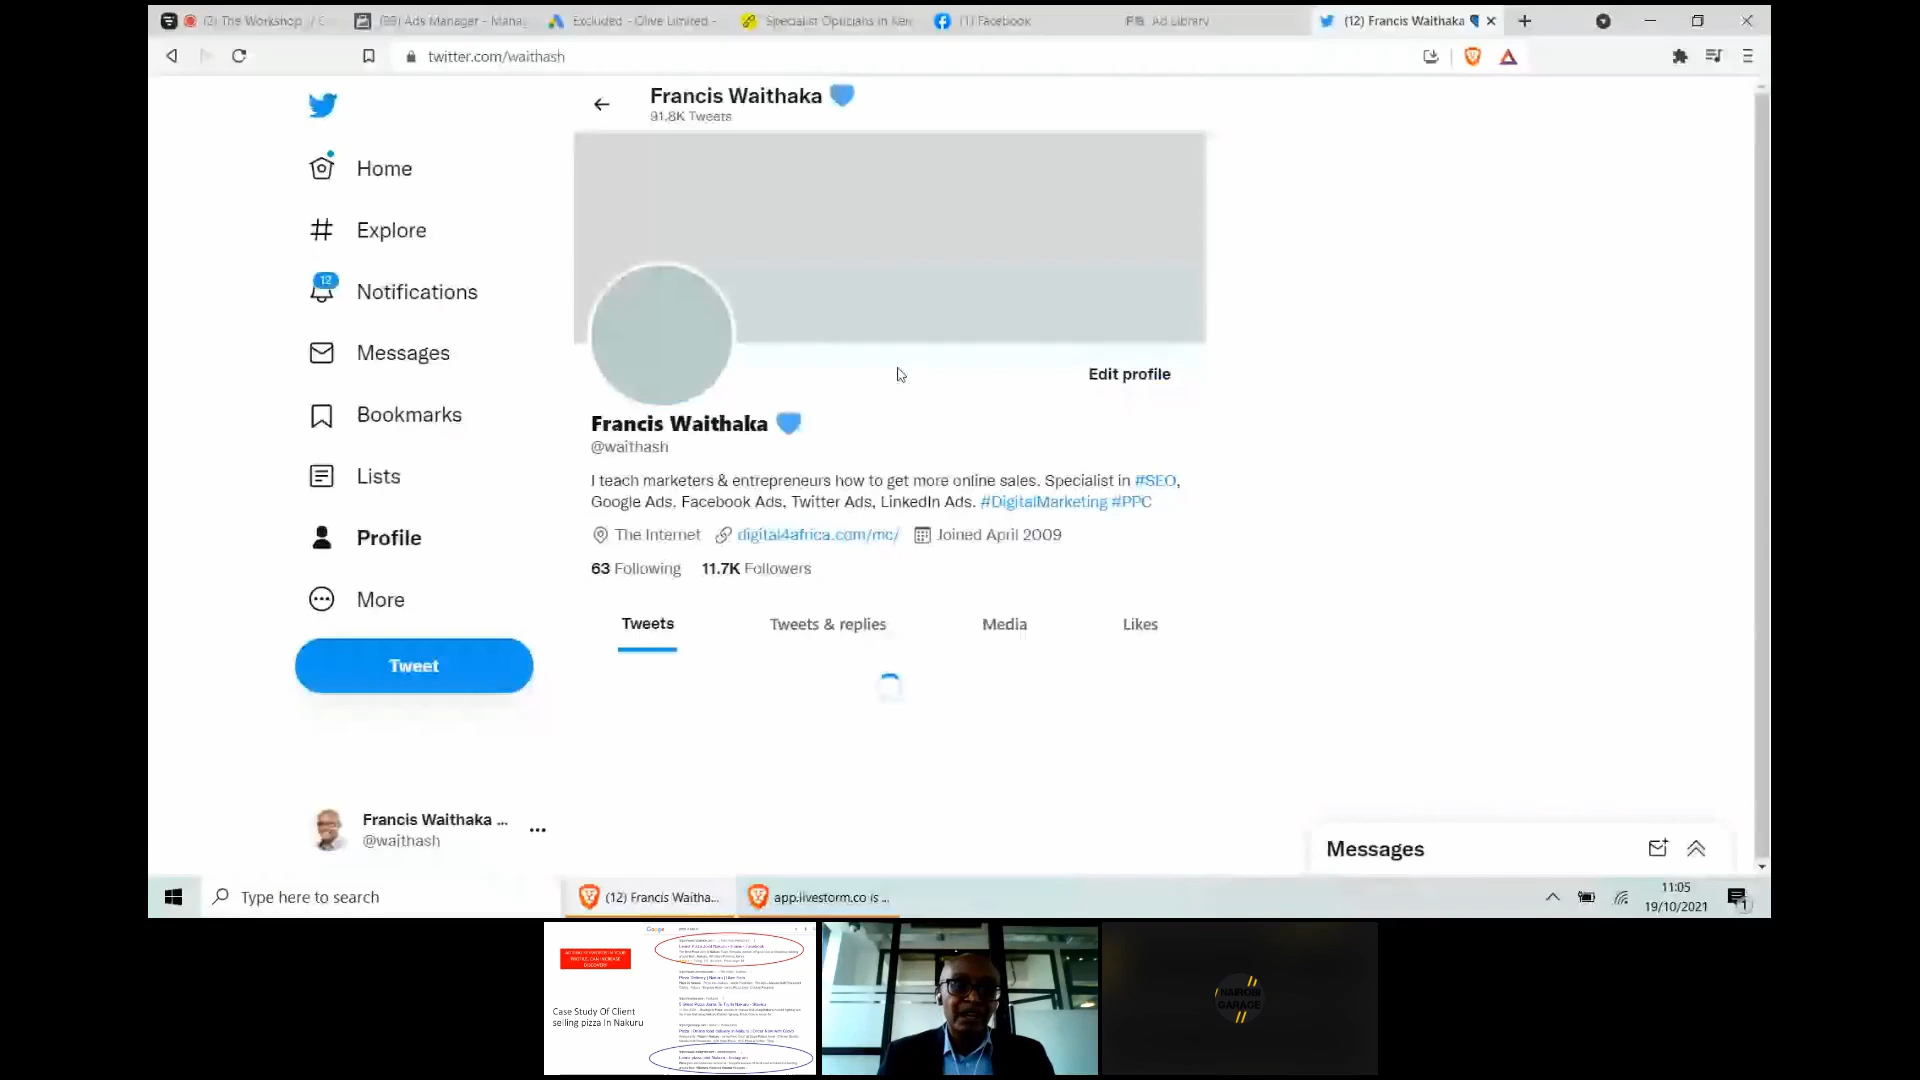 (2) The Workshop
(99) Ads Manager - Mana
Excluded - Olive Limited -
Specialist Opticians in Ken
(1) Facebook
Ad Library
(12) Francis Waithaka
twitter.com/waithash
Francis Waithaka
91.8K Tweets
Home
Explore
12
Notifications
Messages
Bookmarks
Lists
Profile
More
Tweet
Francis Waithaka ...
@waithash
Edit profile
Francis Waithaka
@waithash
I teach marketers & entrepreneurs how to get more online sales. Specialist in #SEO,
Google Ads, Facebook Ads, Twitter Ads, LinkedIn Ads. #DigitalMarketing #PPC
The Internet digital4africa.com/mc/ Joined April 2009
63 Following 11.7K Followers
Tweets Tweets & replies Media Likes
Messages
Type here to search
(12) Francis Waitha...
app.livestorm.co is ...
11:05
19/10/2021
1
Google
Case Study Of Client
selling pizza In Nakuru
NAIROBI
GARAGE